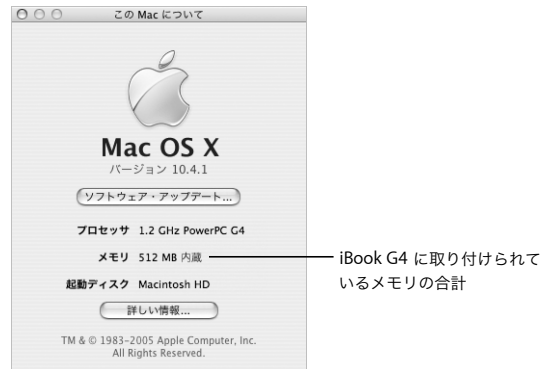 この Mac について
Mac OS X
バージョン 10.4.1
ソフトウェア・アップデート...
プロセッサ 1.2 GHz PowerPC G4
メモリ 512 MB 内蔵
iBook G4 に取り付けられて
いるメモリの合計
起動ディスク Macintosh HD
詳しい情報...
TM & © 1983-2005 Apple Computer, Inc.
All Rights Reserved.